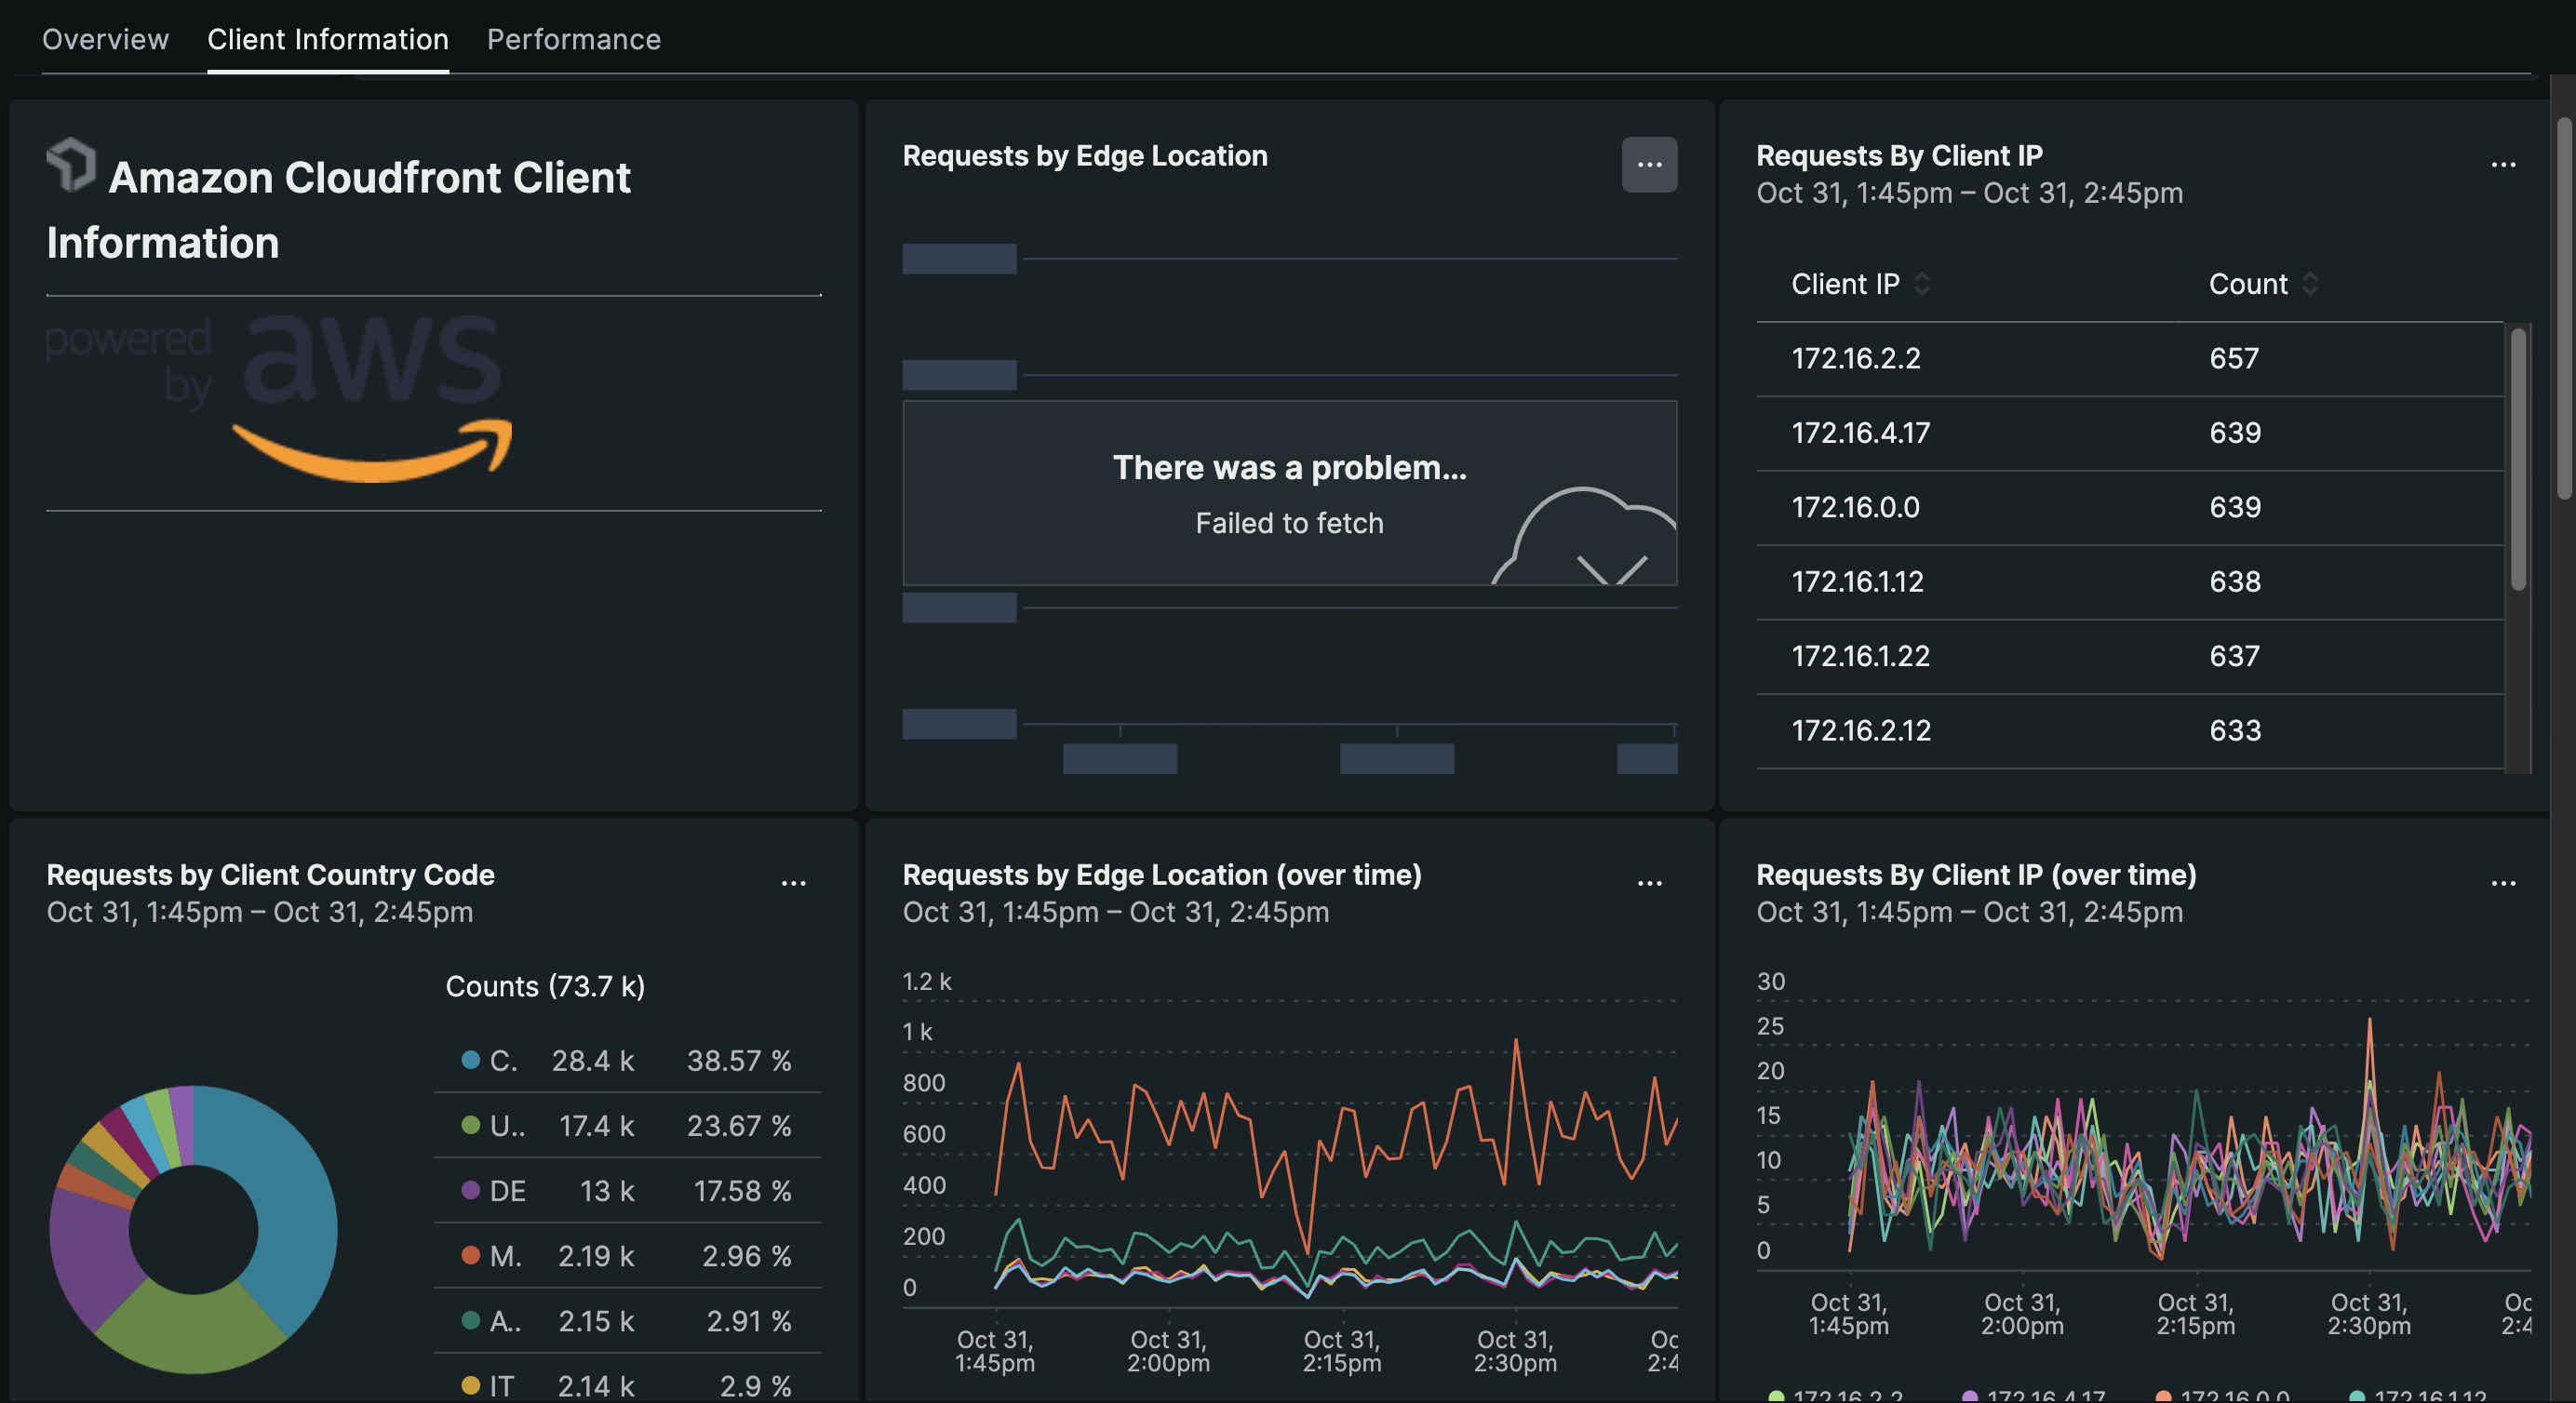 Overview Client Information Performance
Amazon Cloudfront Client
Information
powered
by
aws
Requests by Edge Location
...
There was a problem...
Failed to fetch
Requests By Client IP
...
Oct 31, 1:45pm – Oct 31, 2:45pm
Client IP Count
172.16.2.2 657
172.16.4.17 639
172.16.0.0 639
172.16.1.12 638
172.16.1.22 637
172.16.2.12 633
Requests by Client Country Code
...
Oct 31, 1:45pm – Oct 31, 2:45pm
Counts (73.7 k)
C. 28.4 k 38.57 %
U.. 17.4 k 23.67 %
DE 13 k 17.58 %
M. 2.19 k 2.96 %
A.. 2.15 k 2.91 %
IT 2.14 k 2.9 %
Requests by Edge Location (over time)
...
Oct 31, 1:45pm – Oct 31, 2:45pm
1.2 k
1 k
800
600
400
200
0
Oct 31, Oct 31, Oct 31, Oct 31, Oc
1:45pm 2:00pm 2:15pm 2:30pm 2:4
Requests By Client IP (over time)
...
Oct 31, 1:45pm – Oct 31, 2:45pm
30
25
20
15
10
5
0
Oct 31, Oct 31, Oct 31, Oct 31, Oc
1:45pm 2:00pm 2:15pm 2:30pm 2:4
172.16.2.2 172.16.4.17 172.16.0.0 172.16.1.12